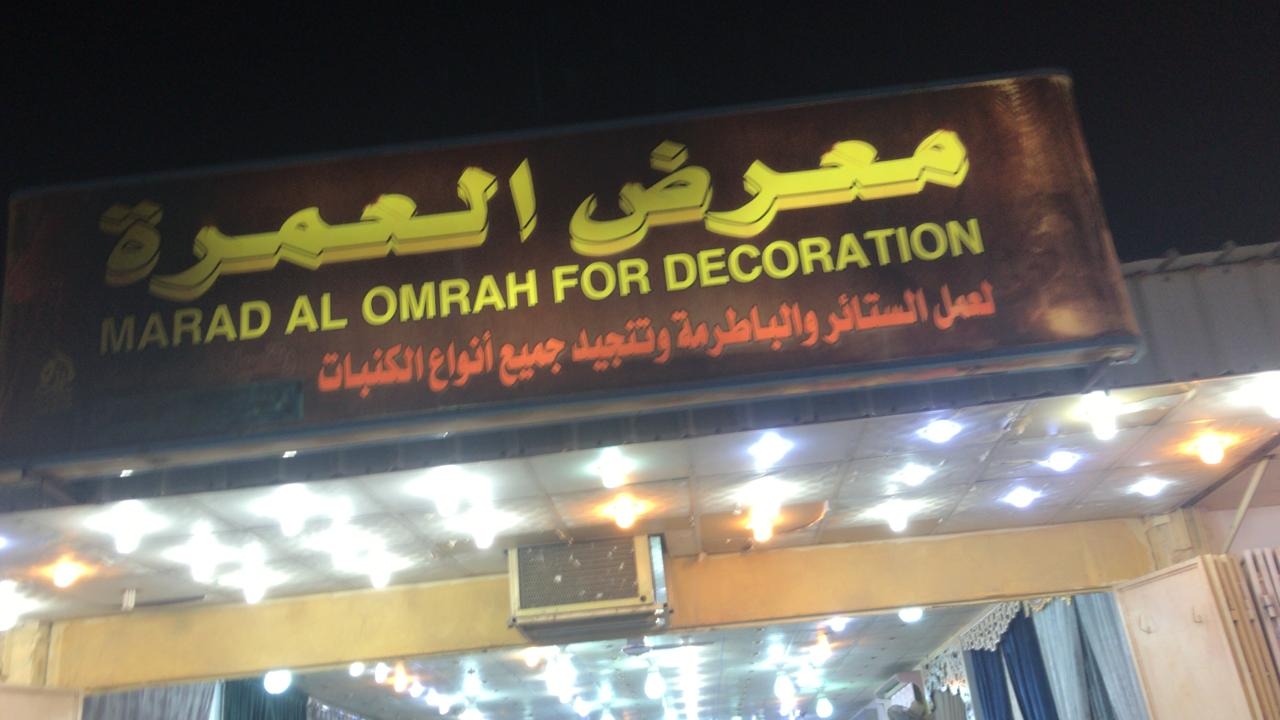 معرض العمرة
MARAD AL OMRAH FOR DECORATION
لعمل الستائر والباطرمة وتنجيد جميع أنواع الكنبات